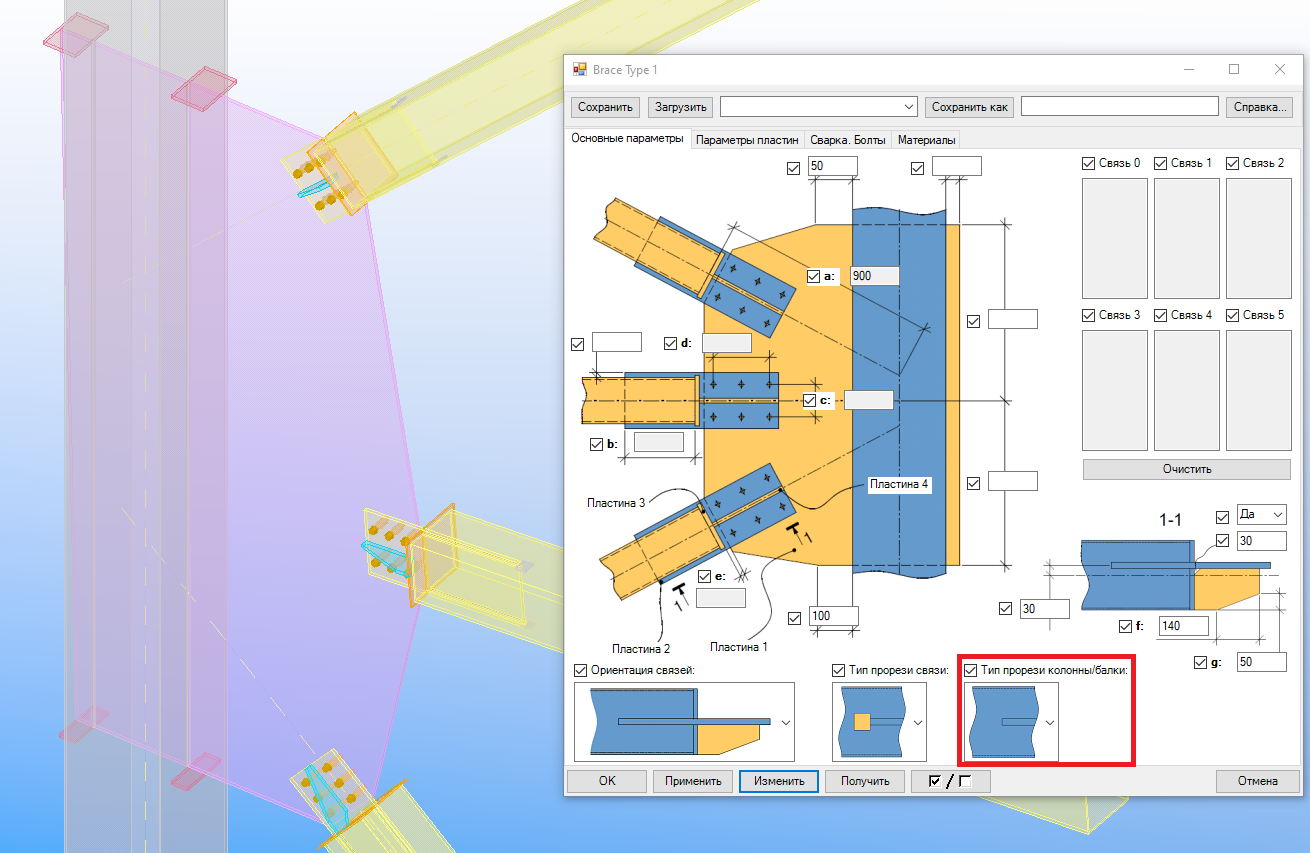 Brace Type 1
Сохранить Загрузить Сохранить как Справка...
Основные параметры Параметры пластин Сварка. Болты Материалы
50
Связь 0 Связь 1 Связь 2
a: 900
Связь 3 Связь 4 Связь 5
d:
c:
b:
Очистить
Пластина 4
Пластина 3
1-1 Да
1
30
e:
1
30
100
f: 140
Пластина 2 Пластина 1
g: 50
Ориентация связей: Тип прорези связи: Тип прорези колонны/балки:
OK Применить Изменить Получить / Отмена